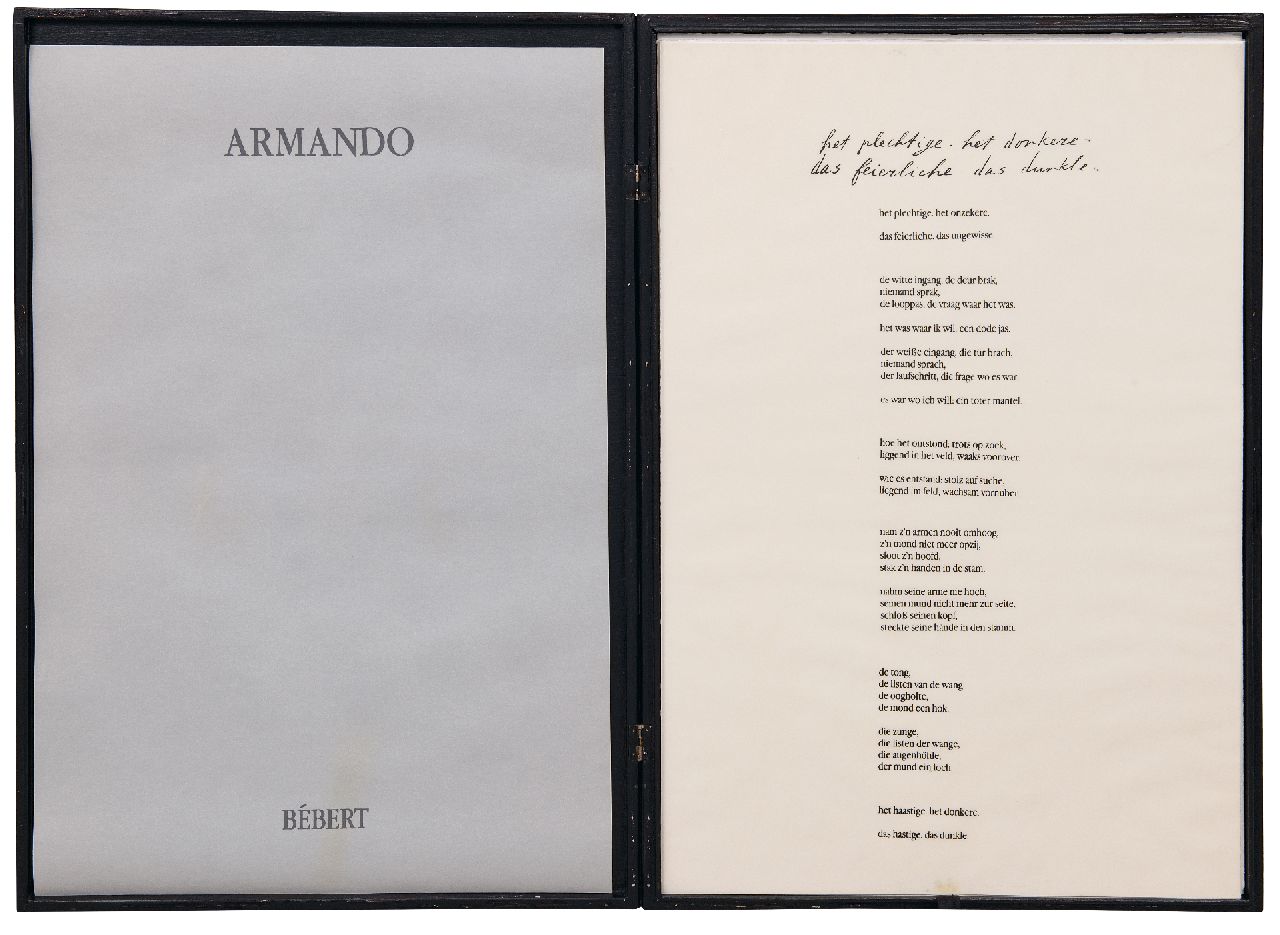 ARMANDO
BÉBERT
het plechtige. het donkere.
das feierliche das dunkle.
het plechtige, het onzekere.
das feierliche, das ungewisse
de witte ingang, de deur brak,
niemand sprak,
de looppas, de vraag waar het was.
het was waar ik wil: een dode jas.
der weiße eingang, die tür brach,
niemand sprach,
der laufschritt, die frage wo es war
es war wo ich will: ein toter mantel.
hoe het ontstond: trots op zoek,
liggend in het veld, waaks voorover.
wie es entstand: stolz auf suche,
liegend im feld, wachsam vornüber
nam z'n armen nooit omhoog,
z'n mond niet meer opzij,
sloot z'n hoofd,
stak z'n handen in de stam.
nahm seine arme nie hoch,
seinen mund nicht mehr zur seite,
schloß seinen kopf,
steckte seine hände in den stamm.
de tong,
de listen van de wang
de oogholte,
de mond een hok.
die zunge,
die listen der wange,
die augenhöhle,
der mund ein loch
het haastige, het donkere.
das hastige, das dunkle